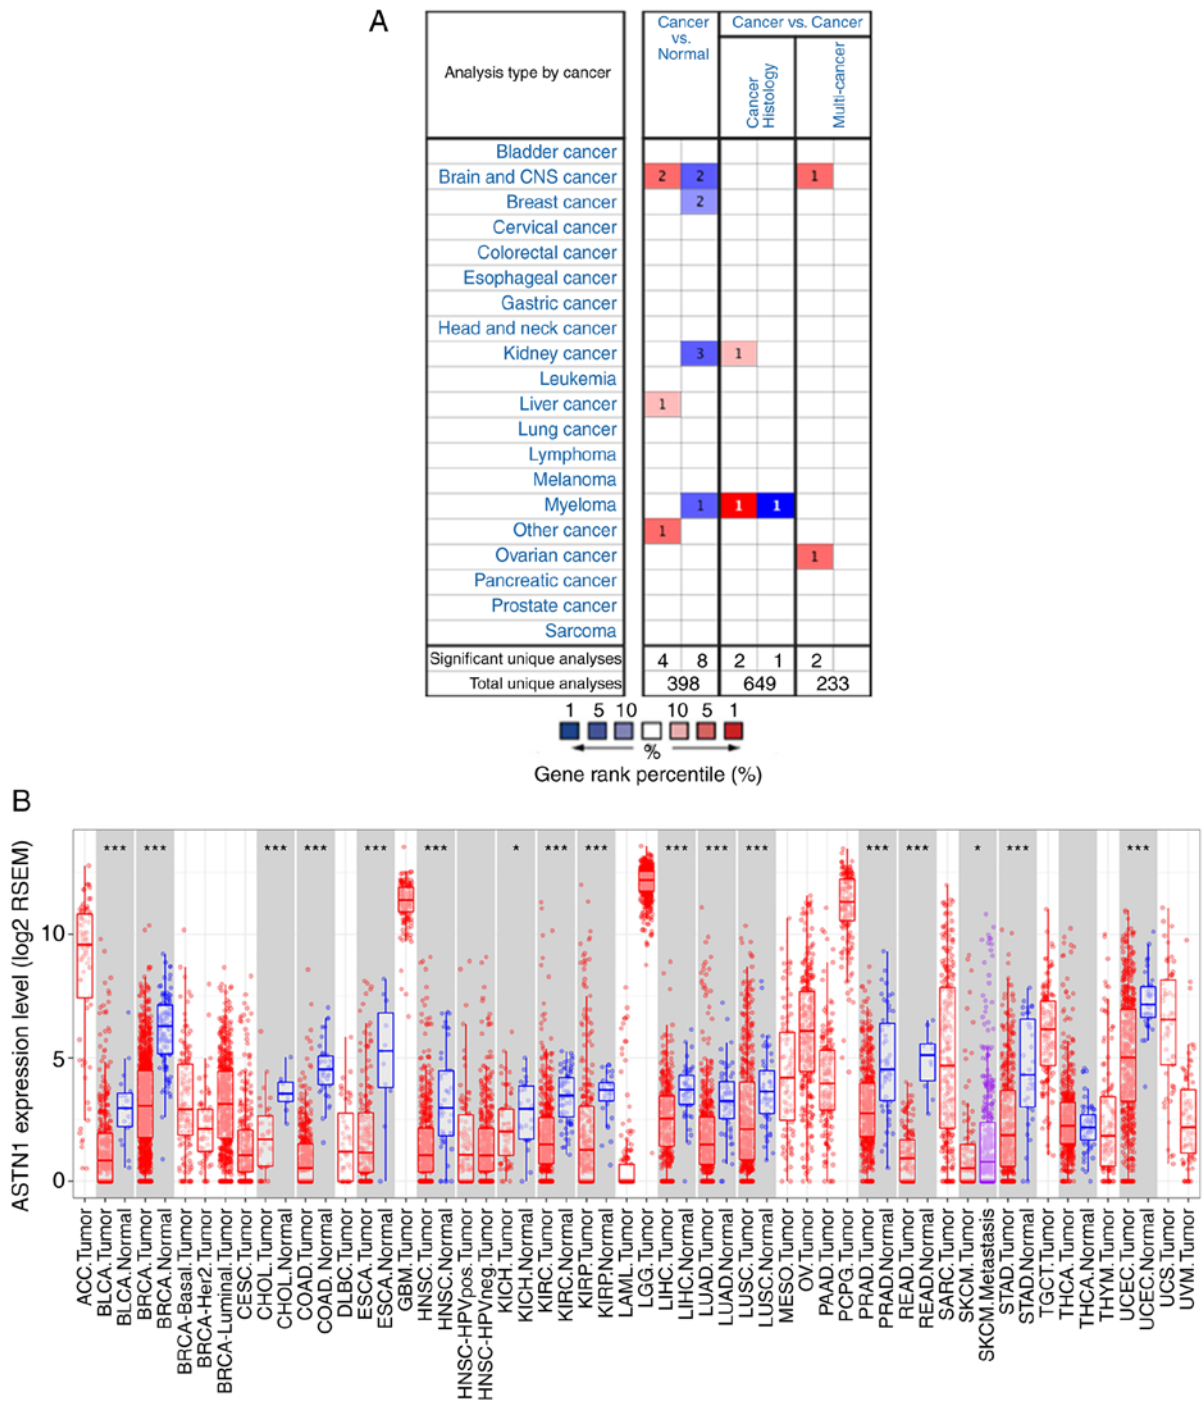 A
Analysis type by cancer
Cancer
vs.
Normal
Cancer vs. Cancer
Cancer
Histology
Multi-cancer
Bladder cancer
Brain and CNS cancer 2 2 1
Breast cancer 2
Cervical cancer
Colorectal cancer
Esophageal cancer
Gastric cancer
Head and neck cancer
Kidney cancer 3 1
Leukemia
Liver cancer 1
Lung cancer
Lymphoma
Melanoma
Myeloma 1 1 1
Other cancer 1
Ovarian cancer 1
Pancreatic cancer
Prostate cancer
Sarcoma
Significant unique analyses 4 8 2 1 2
Total unique analyses 398 649 233
1 5 10 10 5 1
%
Gene rank percentile (%)
B
ASTN1 expression level (log2 RSEM)
*** *** *** *** *** *** * *** *** *** *** *** *** *** * *** ***
10
5
0
ACC.Tumor
BLCA.Tumor
BLCA.Normal
BRCA.Tumor
BRCA.Normal
BRCA-Basal.Tumor
BRCA-Her2.Tumor
BRCA-Luminal.Tumor
CESC.Tumor
CHOL.Tumor
CHOL.Normal
COAD.Tumor
COAD.Normal
DLBC.Tumor
ESCA.Tumor
ESCA.Normal
GBM.Tumor
HNSC.Tumor
HNSC.Normal
HNSC-HPVpos.Tumor
HNSC-HPVneg.Tumor
KICH.Tumor
KICH.Normal
KIRC.Tumor
KIRC.Normal
KIRP.Tumor
KIRP.Normal
LAML.Tumor
LGG.Tumor
LIHC.Tumor
LIHC.Normal
LUAD.Tumor
LUAD.Normal
LUSC.Tumor
LUSC.Normal
MESO.Tumor
OV.Tumor
PAAD.Tumor
PCPG.Tumor
PRAD.Tumor
PRAD.Normal
READ.Tumor
READ.Normal
SARC.Tumor
SKCM.Tumor
SKCM.Metastasis
STAD.Tumor
STAD.Normal
TGCT.Tumor
THCA.Tumor
THCA.Normal
THYM.Tumor
UCEC.Tumor
UCEC.Normal
UCS.Tumor
UVM.Tumor